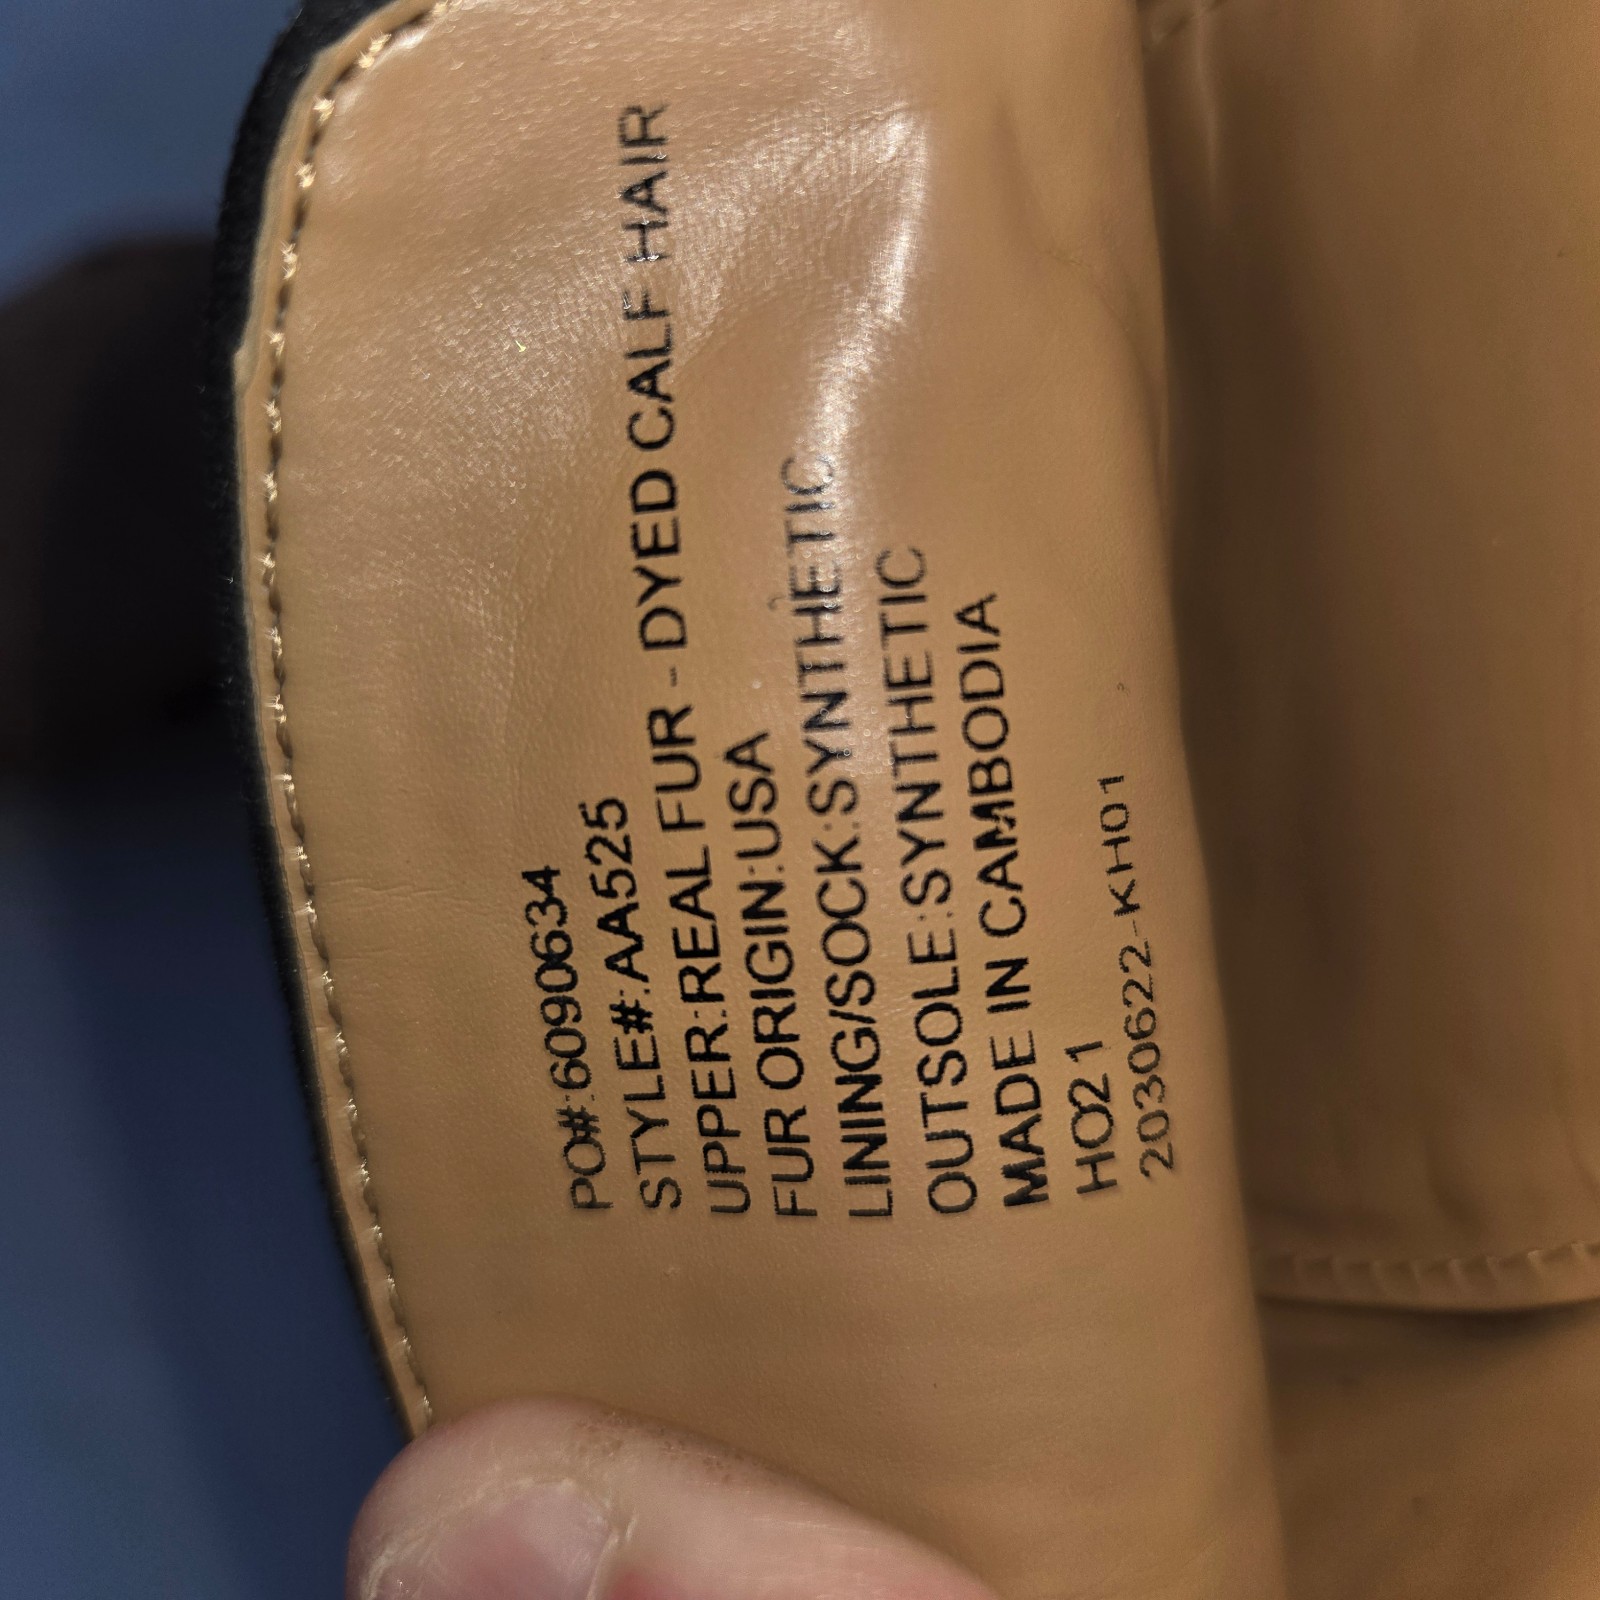 PO#:6090634
STYLE#:AA525
UPPER:REAL FUR - DYED CALF HAIR
FUR ORIGIN:USA
LINING/SOCK:SYNTHETIC
OUTSOLE:SYNTHETIC
MADE IN CAMBODIA
HO21
2030622-KH01